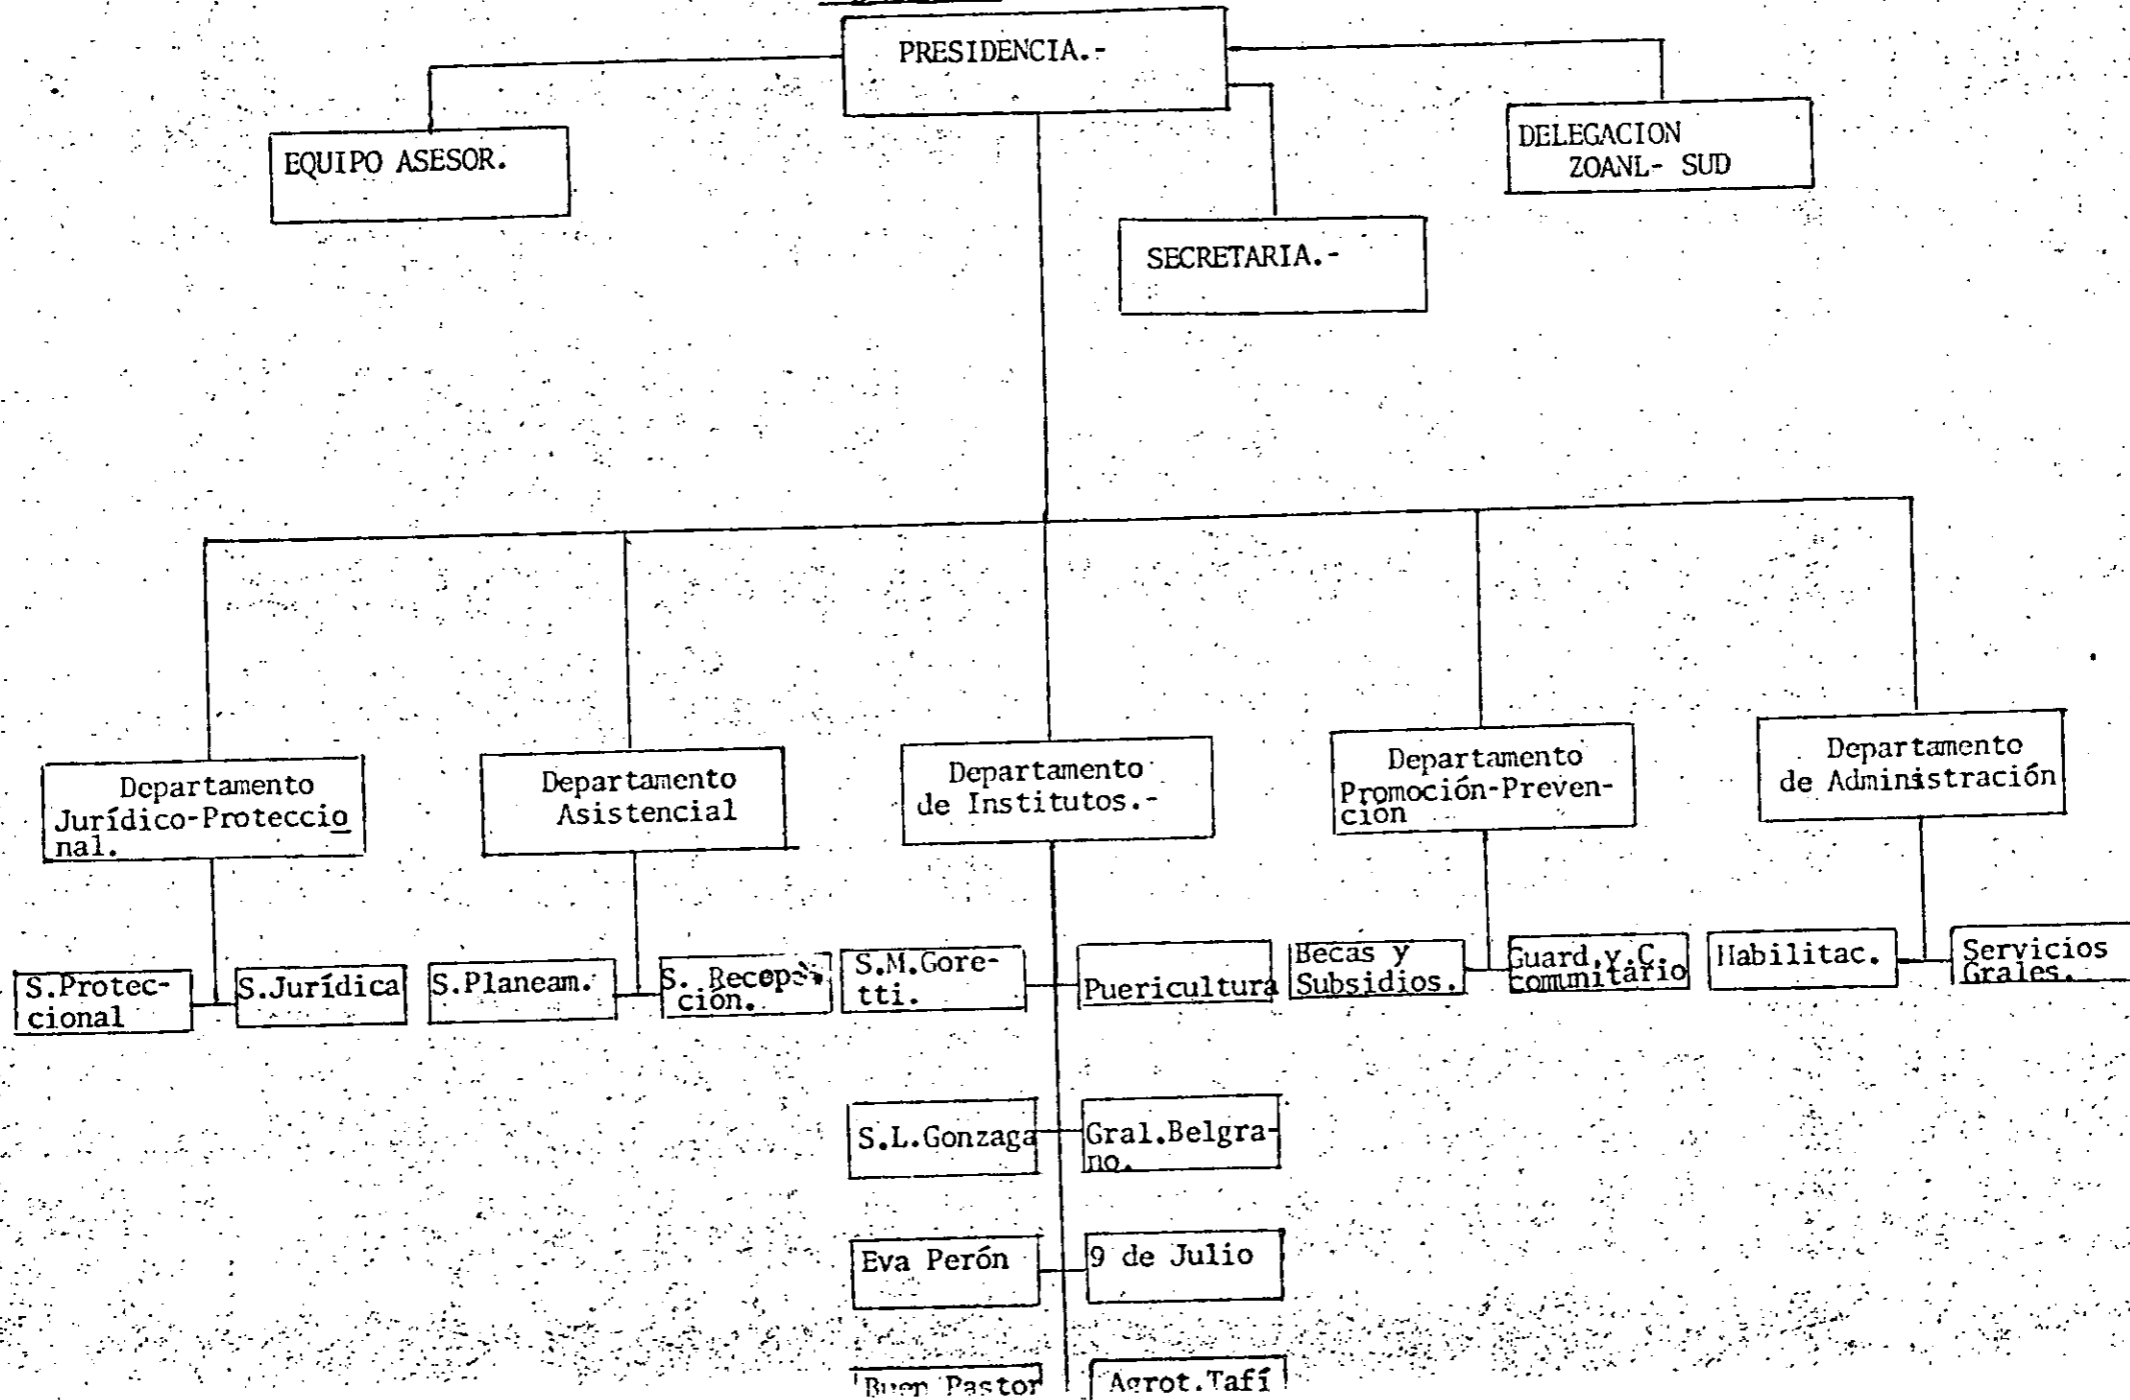 PRESIDENCIA.-
EQUIPO ASESOR.
DELEGACION
ZOANL- SUD
SECRETARIA.-
Departamento
Jurídico-Proteccio
nal.
Departamento
Asistencial
Departamento
de Institutos.-
Departamento
Promoción-Preven-
ción
Departamento
de Administración
S.Protec-
cional
S.Jurídica
S.Planeam.
S. Recep
ción.
S.M.Gore-
tti.
Puericultura
Becas y
Subsidios.
Guard.y.C.
comunitario
Habilitac.
Servicios
Grales.
S.L.Gonzaga
Gral.Belgra-
no.
Eva Perón
9 de Julio
Buen Pastor
Agrot.Tafí